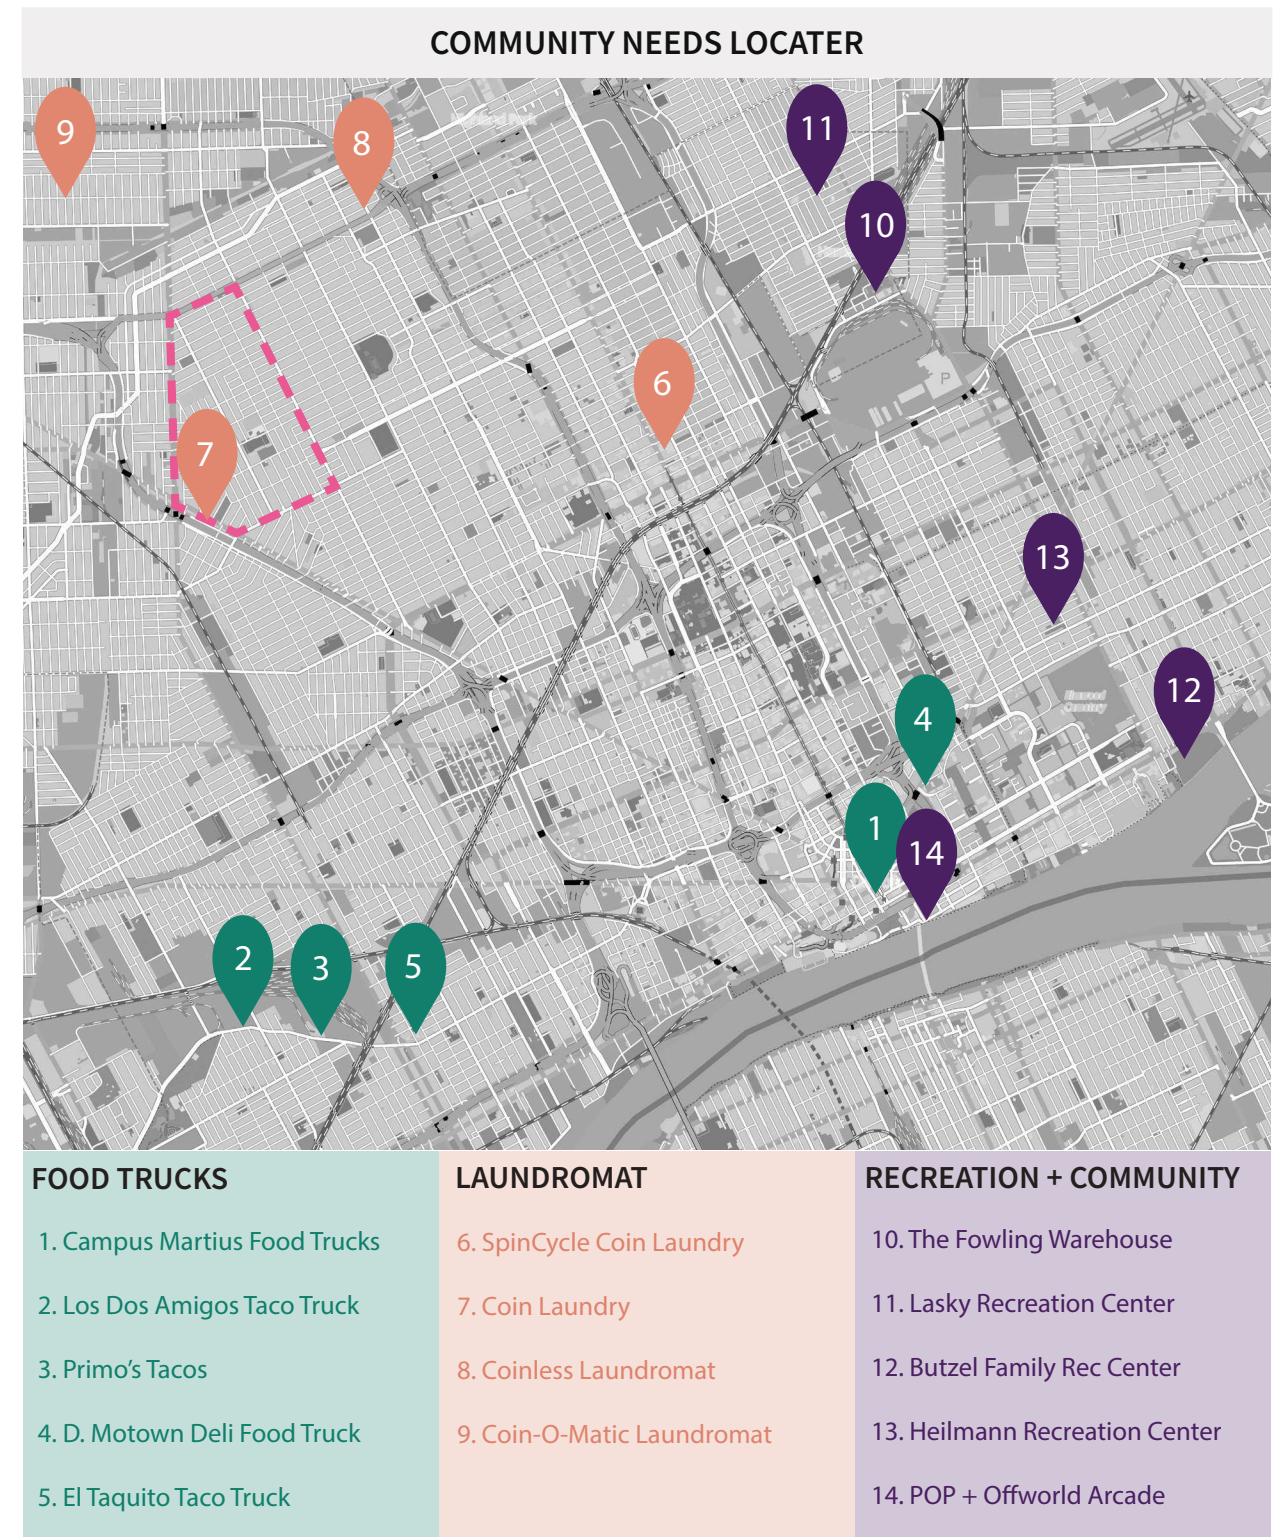 COMMUNITY NEEDS LOCATER
9
8
11
10
6
P
7
13
Elmwood
Cemetery
12
4
1
14
2
3
5
FOOD TRUCKS
1. Campus Martius Food Trucks
2. Los Dos Amigos Taco Truck
3. Primo's Tacos
4. D. Motown Deli Food Truck
5. El Taquito Taco Truck
LAUNDROMAT
6. SpinCycle Coin Laundry
7. Coin Laundry
8. Coinless Laundromat
9. Coin-O-Matic Laundromat
RECREATION + COMMUNITY
10. The Fowling Warehouse
11. Lasky Recreation Center
12. Butzel Family Rec Center
13. Heilmann Recreation Center
14. POP + Offworld Arcade